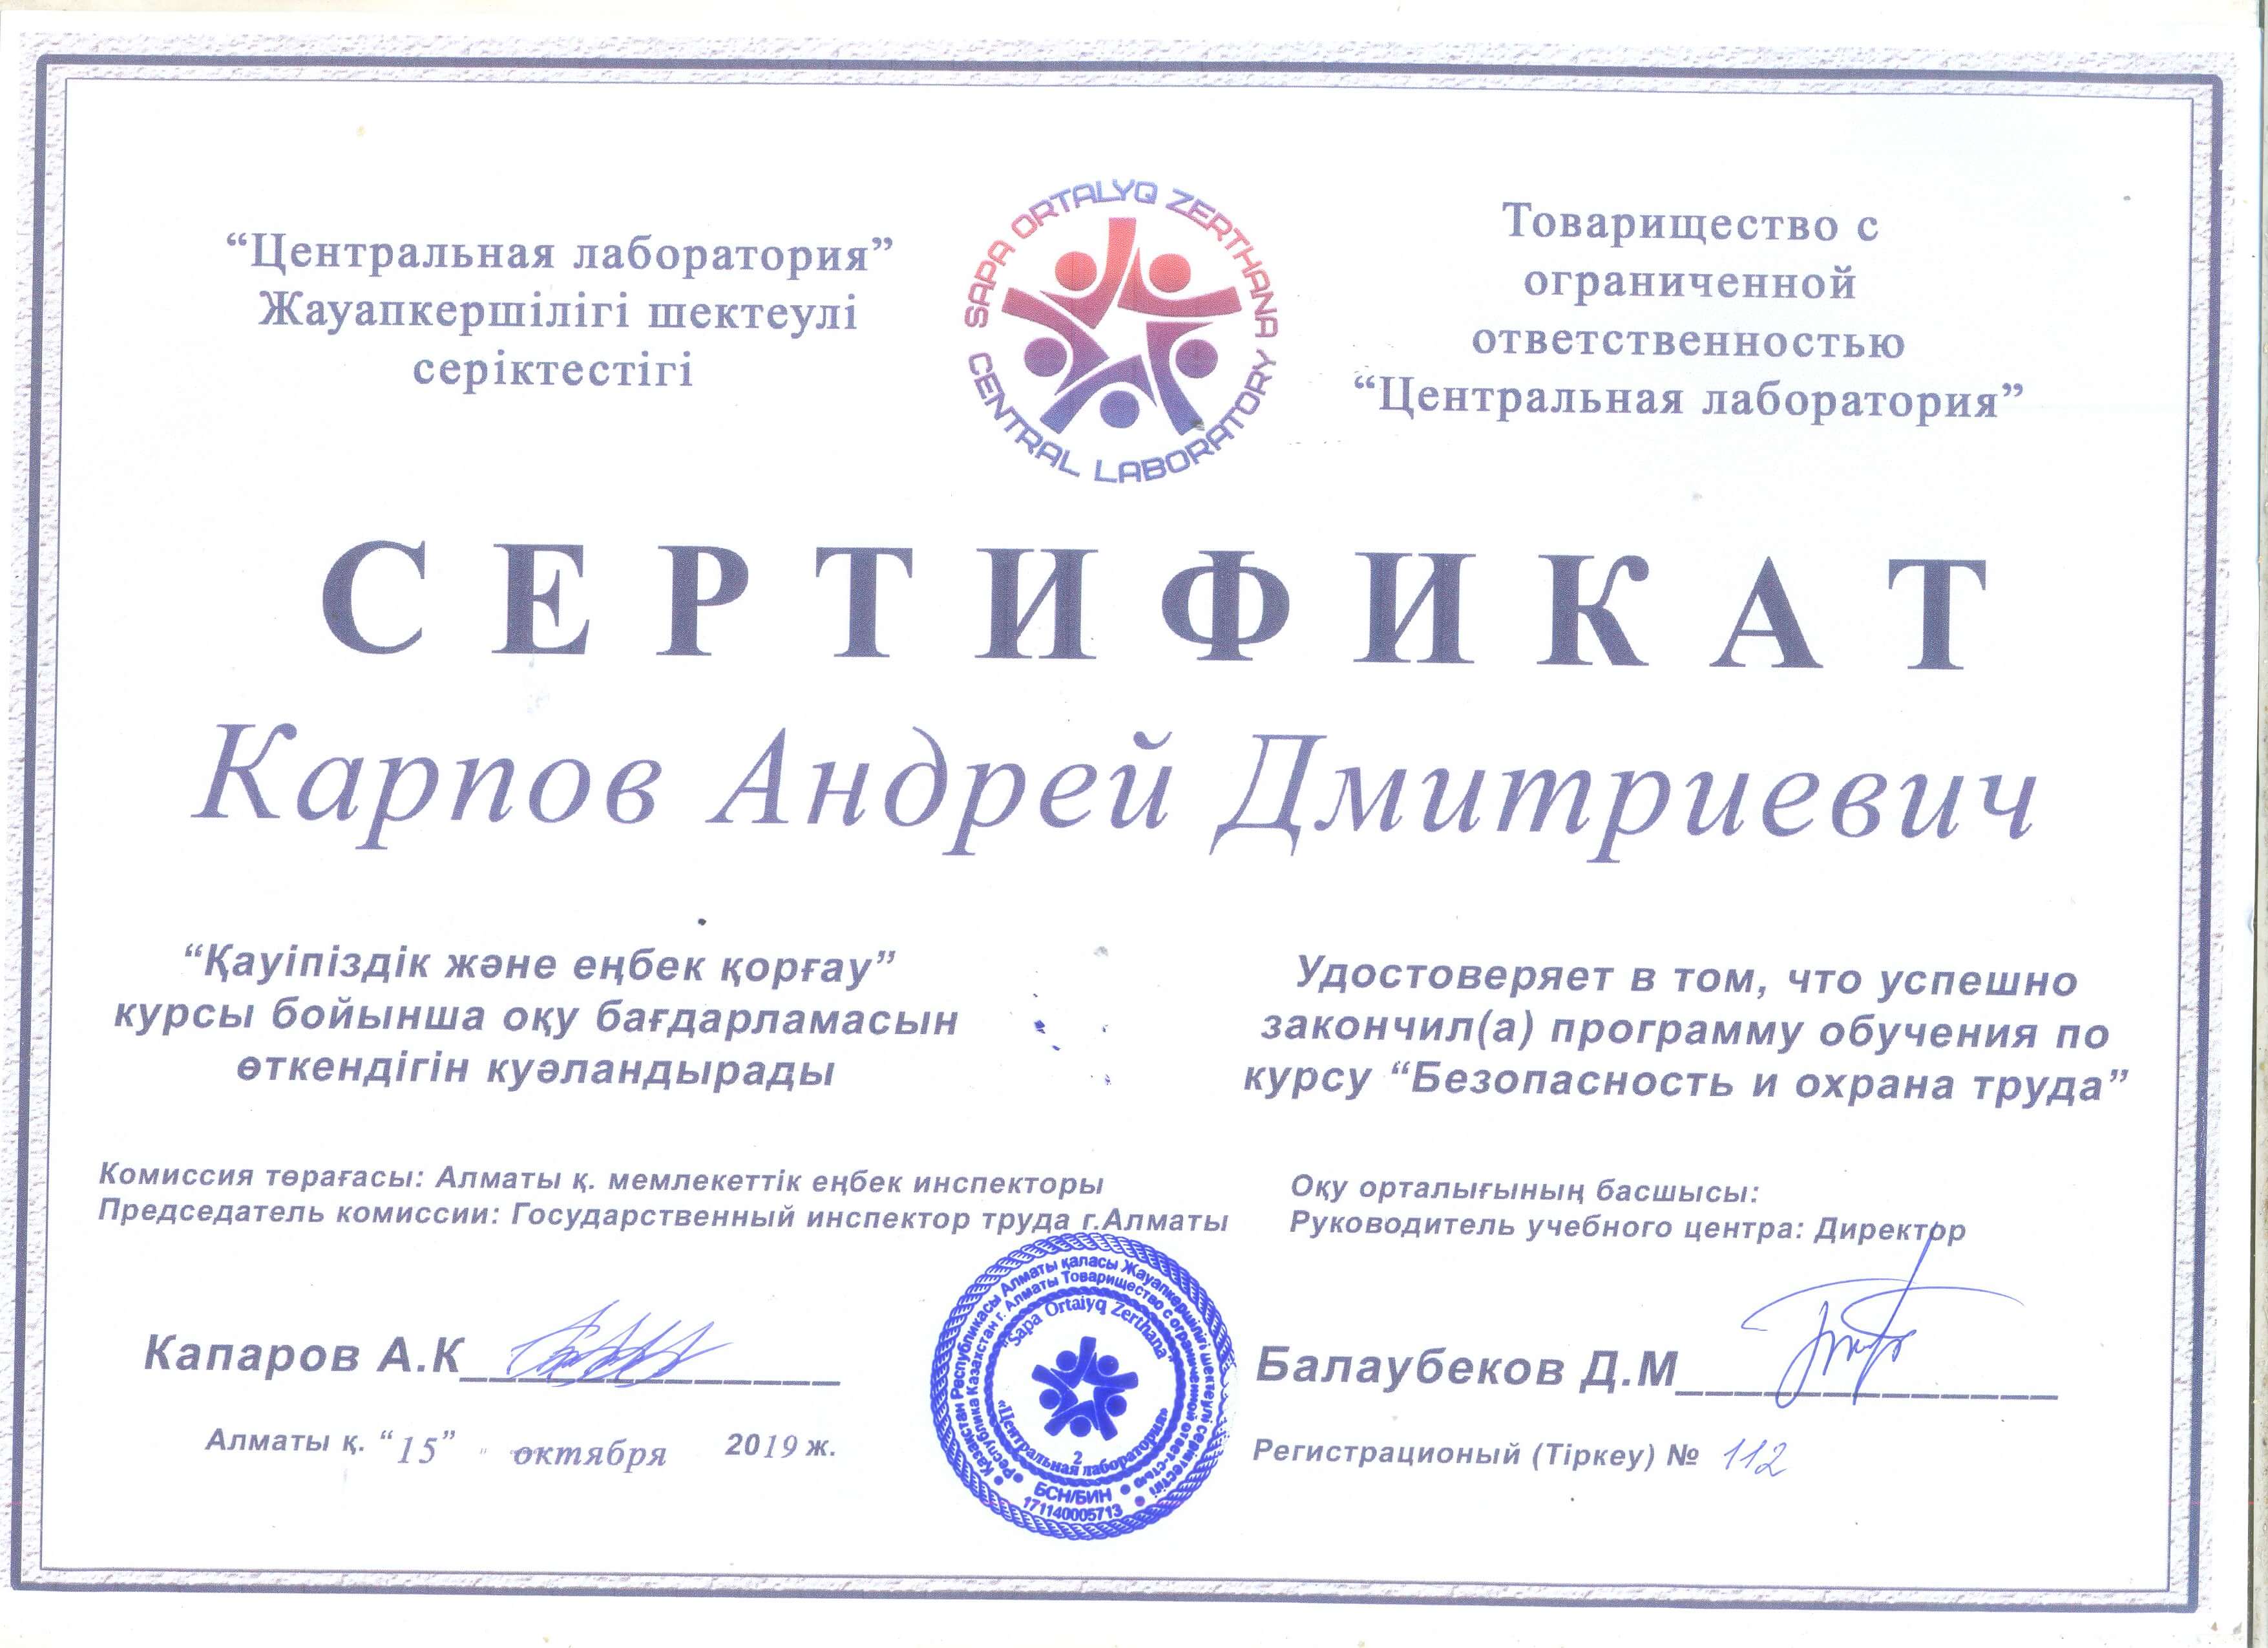 “Центральная лаборатория”
Жауапкершілігі шектеулі
серіктестігі
SAPA ORTALYQ ZERTHANA
CENTRAL LABORATORY
Товарищество с
ограниченной
ответственностью
“Центральная лаборатория”
СЕРТИФИКАТ
Карпов Андрей Дмитриевич
“Қауіпіздік және еңбек қорғау”
курсы бойынша оқу бағдарламасын
өткендігін куәландырады
Удостоверяет в том, что успешно
закончил(а) программу обучения по
курсу “Безопасность и охрана труда”
Комиссия төрағасы: Алматы қ. мемлекеттік еңбек инспекторы
Председатель комиссии: Государственный инспектор труда г.Алматы
Оқу орталығының басшысы:
Руководитель учебного центра: Директор
Капаров А.К
Балаубеков Д.М
Алматы қ. “15” октября 2019 ж.
Регистрационый (Тіркеу) № 112
Қазақстан Республикасы Алматы қаласы Жауапкершілігі шектеулі серіктестігі
Республика Казахстан г. Алматы Товарищество с ограниченной ответ-стью
"Sapa Ortalyq Zerthana"
«Центральная лаборатория»
2
БСН/БИН
171140005713